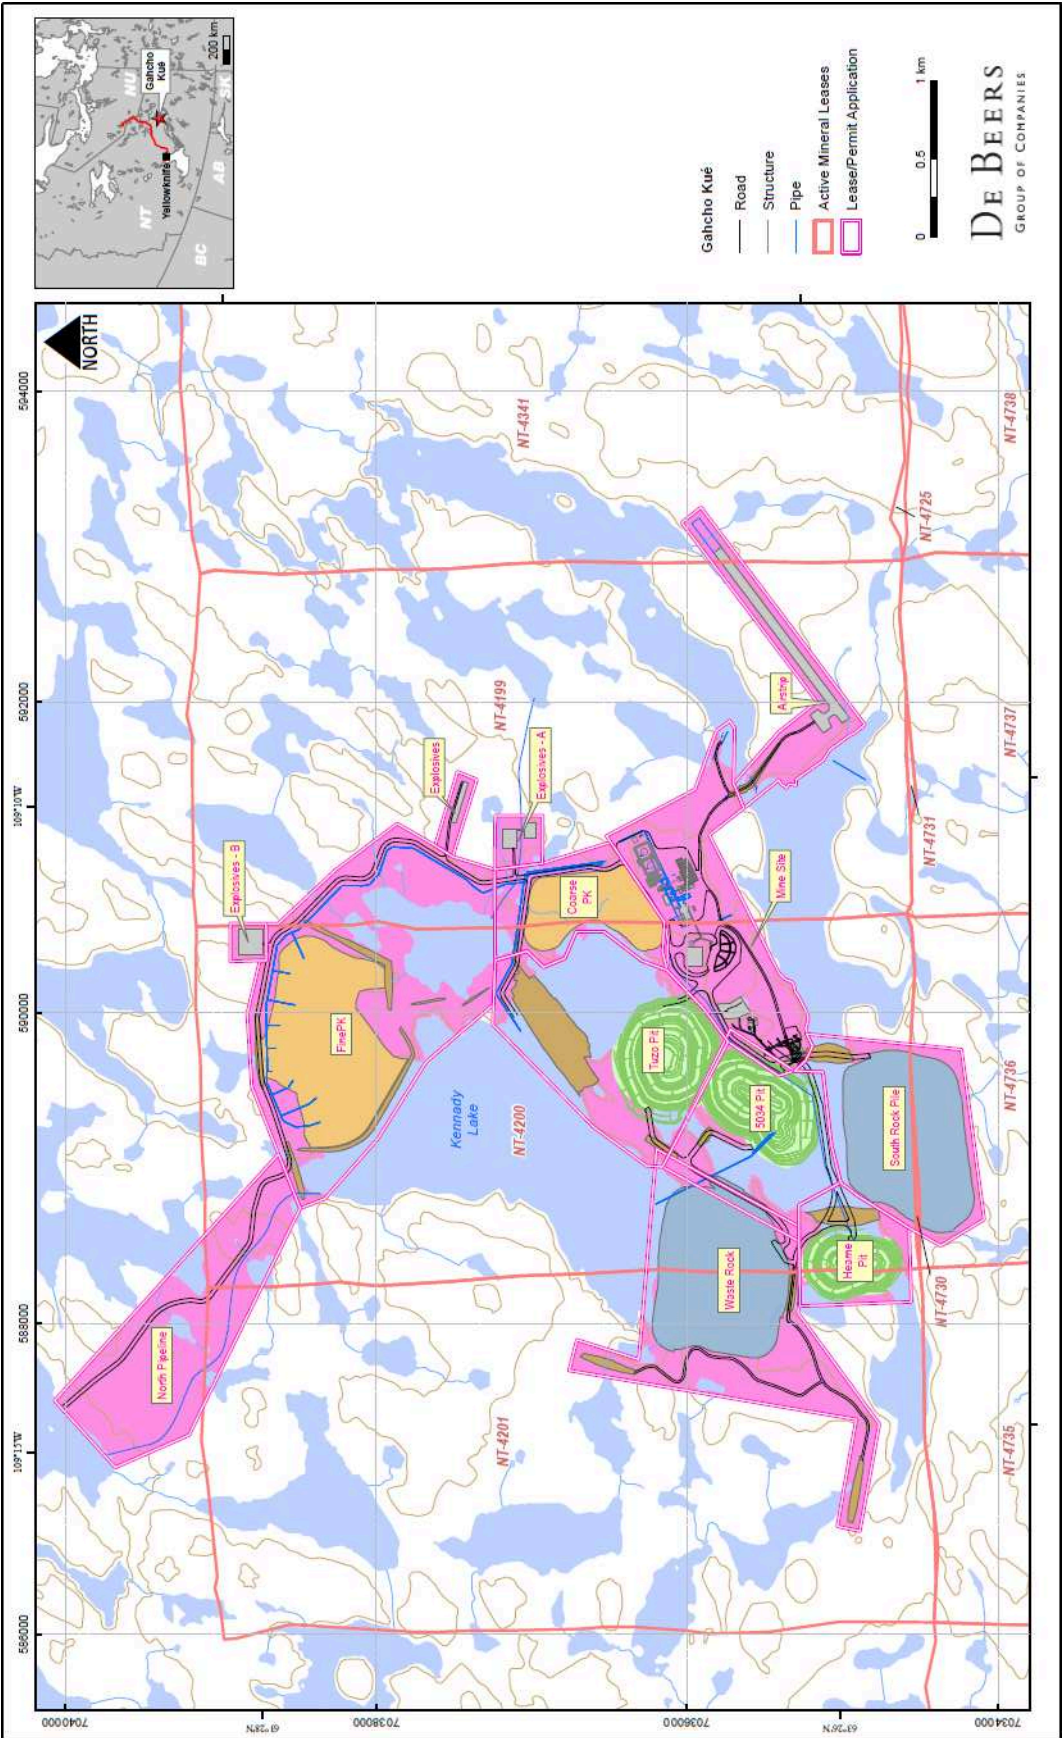 NORTH
594000
592000
109°10'W
590000
588000
109°15'W
586000
7040000
63°28'N
7038000
7036000
63°26'N
7034000
NT-4341
NT-4738
NT-4725
NT-4199
NT-4737
NT-4731
NT-4736
NT-4200
NT-4730
NT-4201
NT-4735
Explosives - B
Explosives
Explosives - A
Airstrip
Coarse
PK
Mine Site
FinePK
Tuzo Pit
5034 Pit
South Rock Pile
Kennady
Lake
Waste Rock
Hearne
Pit
North Pipeline
NU
Gahcho
Kué
200 km
SK
NT
Yellowknife
AB
BC
Gahcho Kué
Road
Structure
Pipe
Active Mineral Leases
Lease/Permit Application
0
0.5
1 km
DE BEERS
GROUP OF COMPANIES